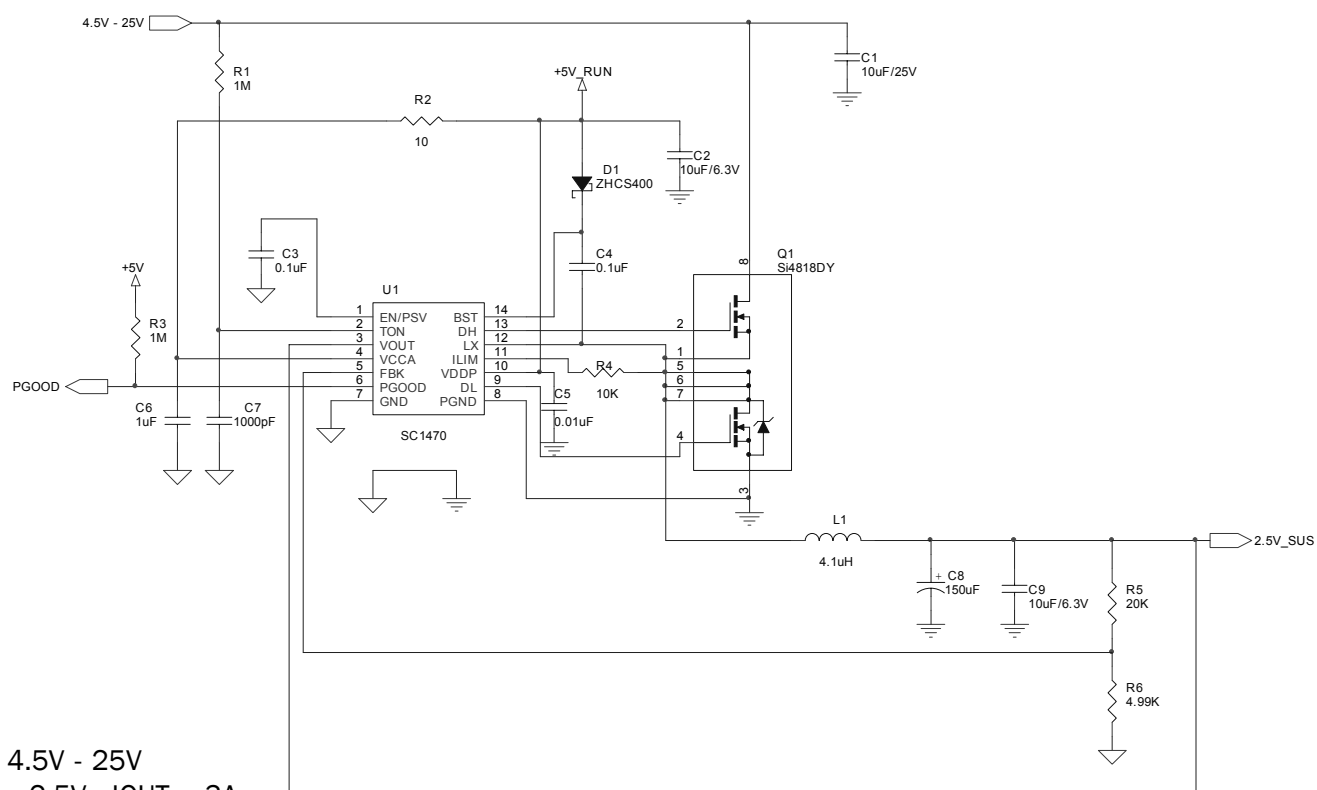 4.5V - 25V
C1
10uF/25V
R1
1M
+5V_RUN
R2
10
C2
10uF/6.3V
D1
ZHCS400
C3
0.1uF
C4
0.1uF
Q1
Si4818DY
8
+5V
R3
1M
U1
1 EN/PSV BST 14
2 TON DH 13
3 VOUT LX 12
4 VCCA ILIM 11
5 FBK VDDP 10
6 PGOOD DL 9
7 GND PGND 8
SC1470
2
1
5
6
7
4
3
R4
10K
PGOOD
C5
0.01uF
C6
1uF
C7
1000pF
L1
4.1uH
2.5V_SUS
+ C8
150uF
C9
10uF/6.3V
R5
20K
R6
4.99K
4.5V - 25V